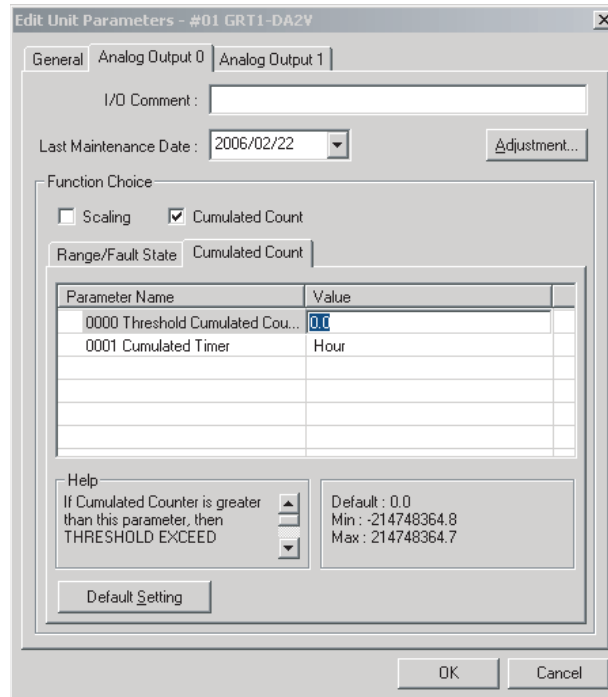 Edit Unit Parameters - #01 GRT1-DA2V
General Analog Output 0 Analog Output 1
I/O Comment :
Last Maintenance Date : 2006/02/22 Adjustment...
Function Choice
Scaling Cumulated Count
Range/Fault State Cumulated Count
Parameter Name Value
0000 Threshold Cumulated Cou... 0.0
0001 Cumulated Timer Hour
Help
If Cumulated Counter is greater
than this parameter, then
THRESHOLD EXCEED
Default : 0.0
Min : -214748364.8
Max : 214748364.7
Default Setting
OK Cancel